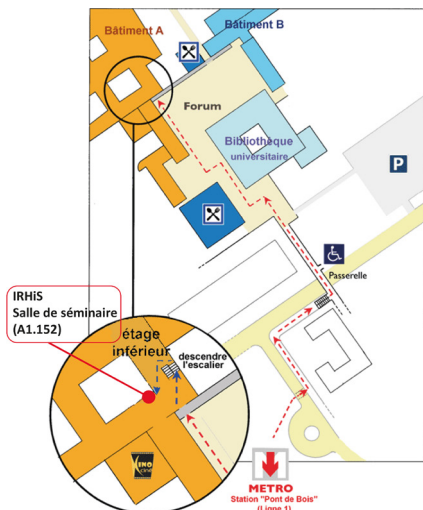 Bâtiment A
Bâtiment B
Forum
Bibliothèque
universitaire
P
Passerelle
IRHiS
Salle de séminaire
(A1.152)
étage
inférieur
descendre
l'escalier
KINO
METRO
Station "Pont de Bois"
(Ligne 1)